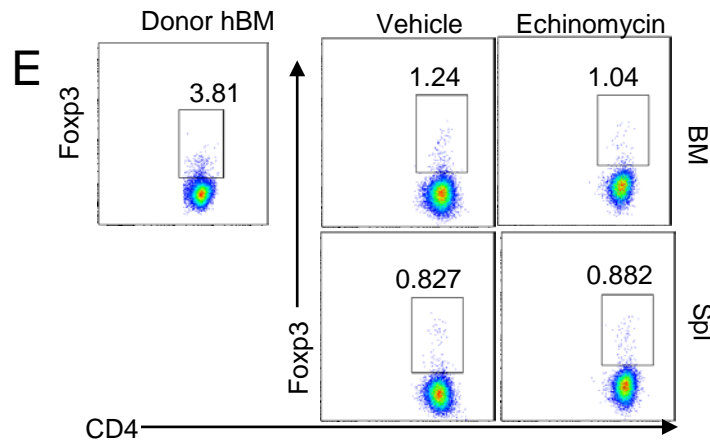 E
Donor hBM
Vehicle
Echinomycin
Foxp3
3.81
1.24
1.04
BM
Foxp3
0.827
0.882
Spl
CD4